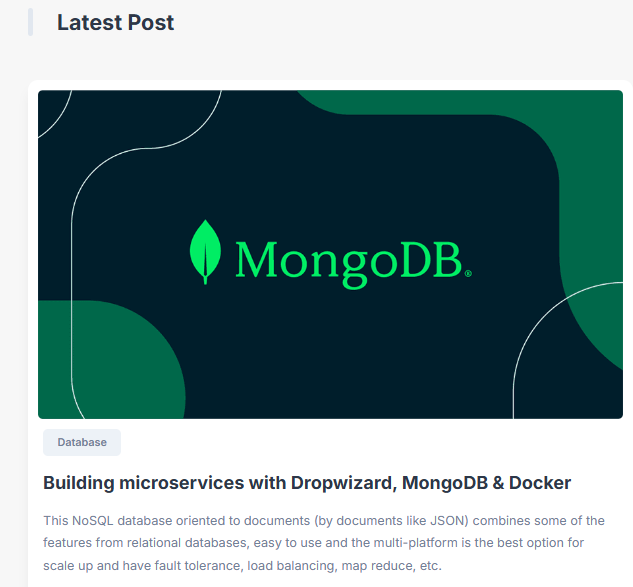 Latest Post
MongoDB®
Database
Building microservices with Dropwizard, MongoDB & Docker
This NoSQL database oriented to documents (by documents like JSON) combines some of the
features from relational databases, easy to use and the multi-platform is the best option for
scale up and have fault tolerance, load balancing, map reduce, etc.